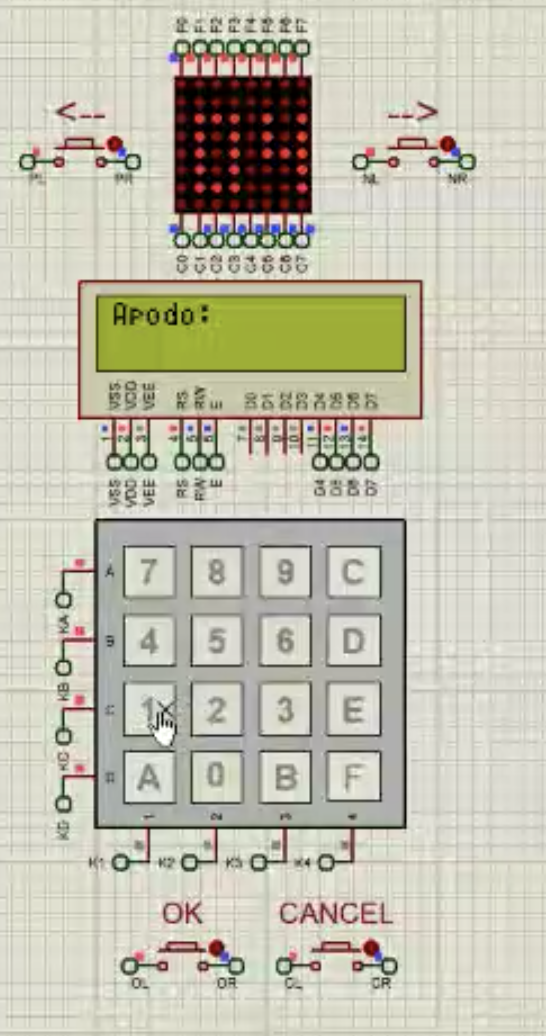 F0 F1 F2 F3 F4 F5 F6 F7
<-- -->
PL PR NL NR
C0 C1 C2 C3 C4 C5 C6 C7
Apodo:
VSS VDD VEE RS RW E D0 D1 D2 D3 D4 D5 D6 D7
1 2 3 4 5 6 7 8 9 10 11 12 13 14
VSS VDD VEE RS RW E D4 D5 D6 D7
A 7 8 9 C
KA
B 4 5 6 D
KB
C 1 2 3 E
KC
D A 0 B F
KD
1 2 3 4
K1 K2 K3 K4
OK CANCEL
OL OR CL CR